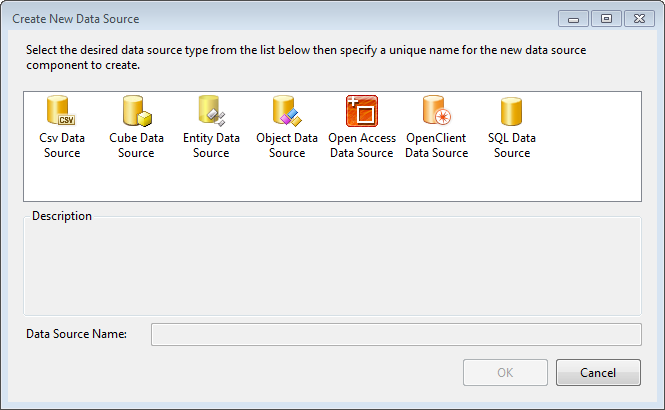 Create New Data Source
Select the desired data source type from the list below then specify a unique name for the new data source
component to create.
CSV
Csv Data Source
Cube Data Source
Entity Data Source
Object Data Source
Open Access Data Source
OpenClient Data Source
SQL Data Source
Description
Data Source Name:
OK
Cancel